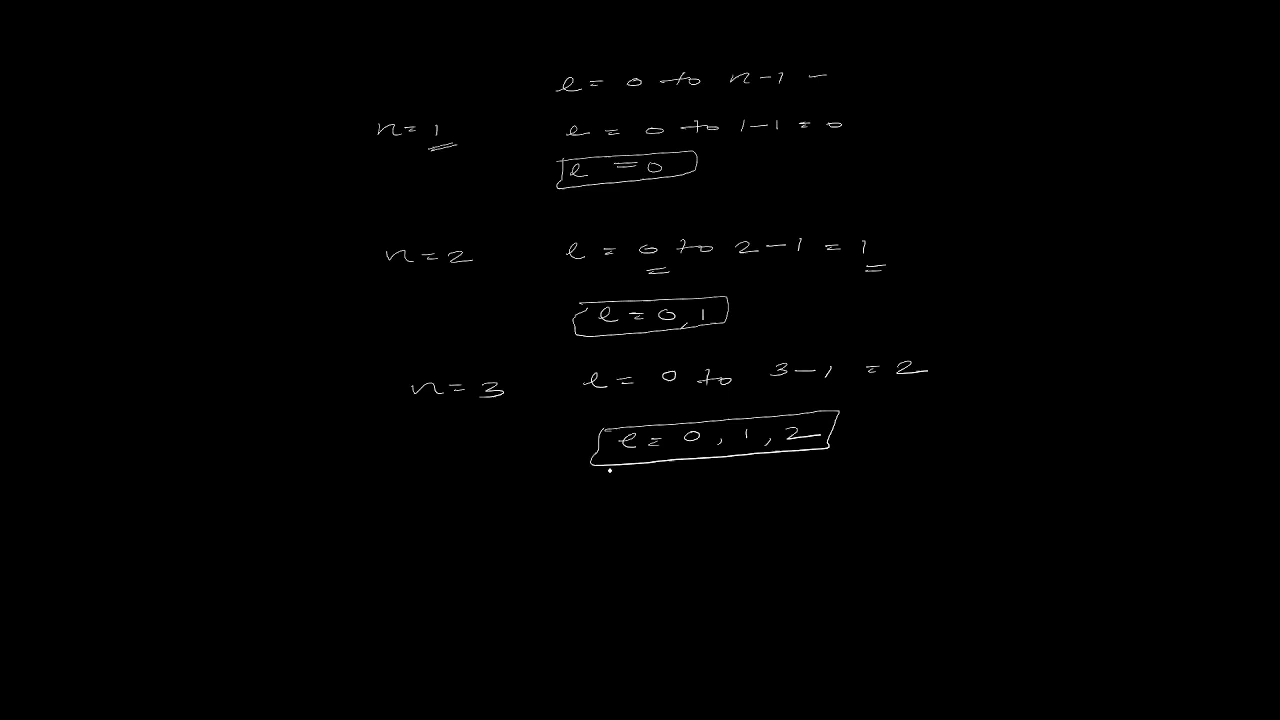 l = 0 to n-1 -
n = 1 l = 0 to 1-1 = 0
l = 0
n = 2 l = 0 to 2-1 = 1
l = 0, 1
n = 3 l = 0 to 3-1 = 2
l = 0, 1, 2